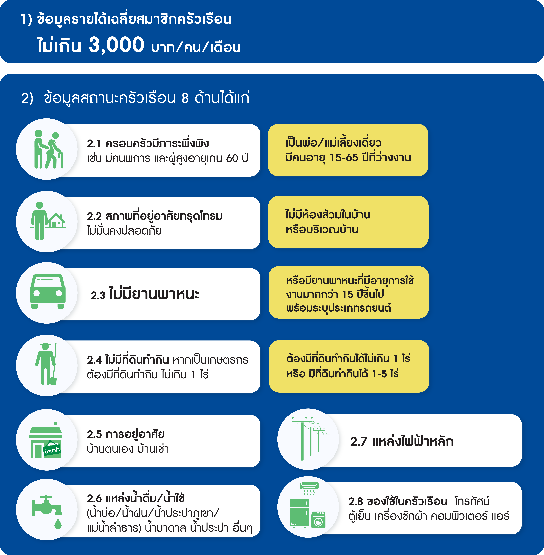 1) ข้อมูลรายได้เฉลี่ยสมาชิกครัวเรือน
ไม่เกิน 3,000 บาท/คน/เดือน
2) ข้อมูลสถานะครัวเรือน 8 ด้านได้แก่
2.1 ครอบครัวมีภาระพึ่งพิง
เช่น มีคนพิการ และผู้สูงอายุเกิน 60 ปี
เป็นพ่อ/แม่เลี้ยงเดี่ยว
มีคนอายุ 15-65 ปีที่ว่างงาน
2.2 สภาพที่อยู่อาศัยทรุดโทรม
ไม่มั่นคงปลอดภัย
ไม่มีห้องส้วมในบ้าน
หรือบริเวณบ้าน
2.3 ไม่มียานพาหนะ
หรือมียานพาหนะที่มีอายุการใช้
งานมากกว่า 15 ปีขึ้นไป
พร้อมระบุประเภทรถยนต์
2.4 ไม่มีที่ดินทำกิน หากเป็นเกษตรกร
ต้องมีที่ดินทำกิน ไม่เกิน 1 ไร่
ต้องมีที่ดินทำกินได้ไม่เกิน 1 ไร่
หรือ มีที่ดินทำกินได้ 1-5 ไร่
2.5 การอยู่อาศัย
บ้านตนเอง บ้านเช่า
2.7 แหล่งไฟฟ้าหลัก
2.6 แหล่งน้ำดื่ม/น้ำใช้
(น้ำบ่อ/น้ำฝน/น้ำประปาภูเขา/
แม่น้ำลำธาร) น้ำบาดาล น้ำประปา อื่นๆ
2.8 ของใช้ในครัวเรือน โทรทัศน์
ตู้เย็น เครื่องซักผ้า คอมพิวเตอร์ แอร์